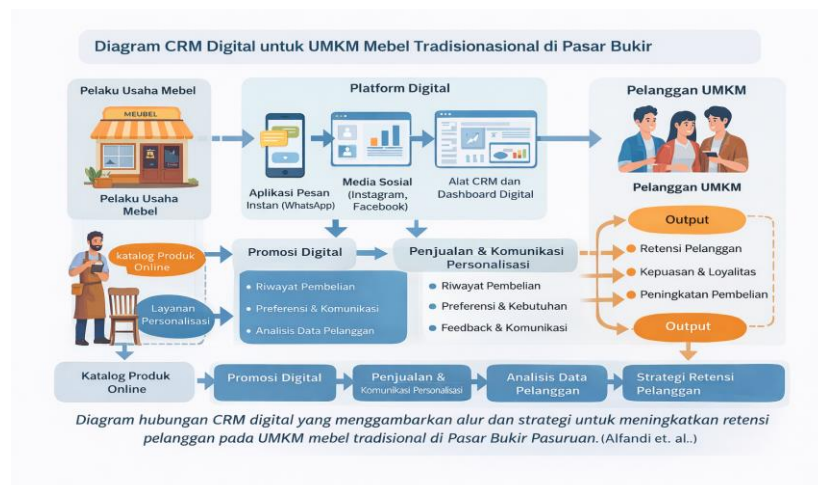 Diagram CRM Digital untuk UMKM Mebel Tradisionasional di Pasar Bukir
Pelaku Usaha Mebel
MEUBEL
Pelaku Usaha
Mebel
Platform Digital
Aplikasi Pesan
Instan (WhatsApp)
Media Sosial
(Instagram,
Facebook)
Alat CRM dan
Dashboard Digital
Pelanggan UMKM
Pelanggan UMKM
katalog Produk
Online
Layanan
Personalisasi
Promosi Digital
• Riwayat Pembelian
• Preferensi & Komunikasi
• Analisis Data Pelanggan
Penjualan & Komunikasi
Personalisasi
• Riwayat Pembelian
• Preferensi & Kebutuhan
• Feedback & Komunikasi
Output
Retensi Pelanggan
Kepuasan & Loyalitas
Peningkatan Pembelian
Output
Katalog Produk
Online
Promosi Digital
Penjualan &
Komunikasi Personalisasi
Analisis Data
Pelanggan
Strategi Retensi
Pelanggan
Diagram hubungan CRM digital yang menggambarkan alur dan strategi untuk meningkatkan retensi
pelanggan pada UMKM mebel tradisional di Pasar Bukir Pasuruan. (Alfandi et. al..)